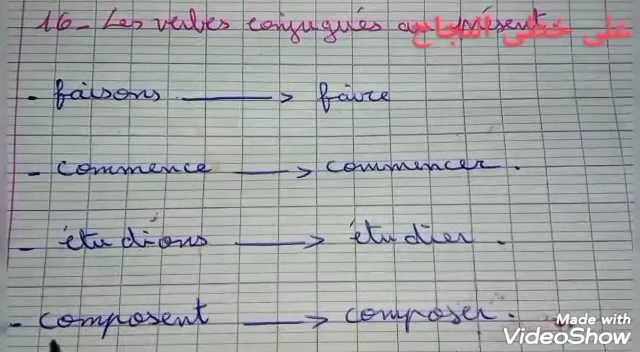 16 - Les verbes conjugués au présent
على خطى النجاح
- faisons → faire
- commence → commencer.
- étudions → étudier.
- composent → composer.
Made with
VideoShow